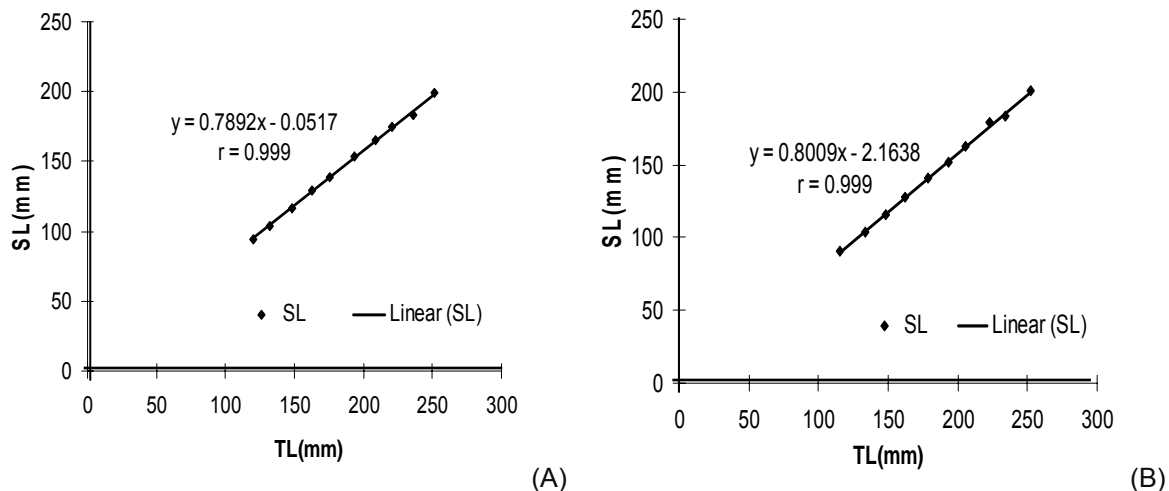 250
200
150
100
50
0
SL(mm)
y = 0.7892x - 0.0517
r = 0.999
SL
Linear (SL)
0 50 100 150 200 250 300
TL(mm)
(A)
250
200
150
100
50
0
SL(mm)
y = 0.8009x - 2.1638
r = 0.999
SL
Linear (SL)
0 50 100 150 200 250 300
TL(mm)
(B)